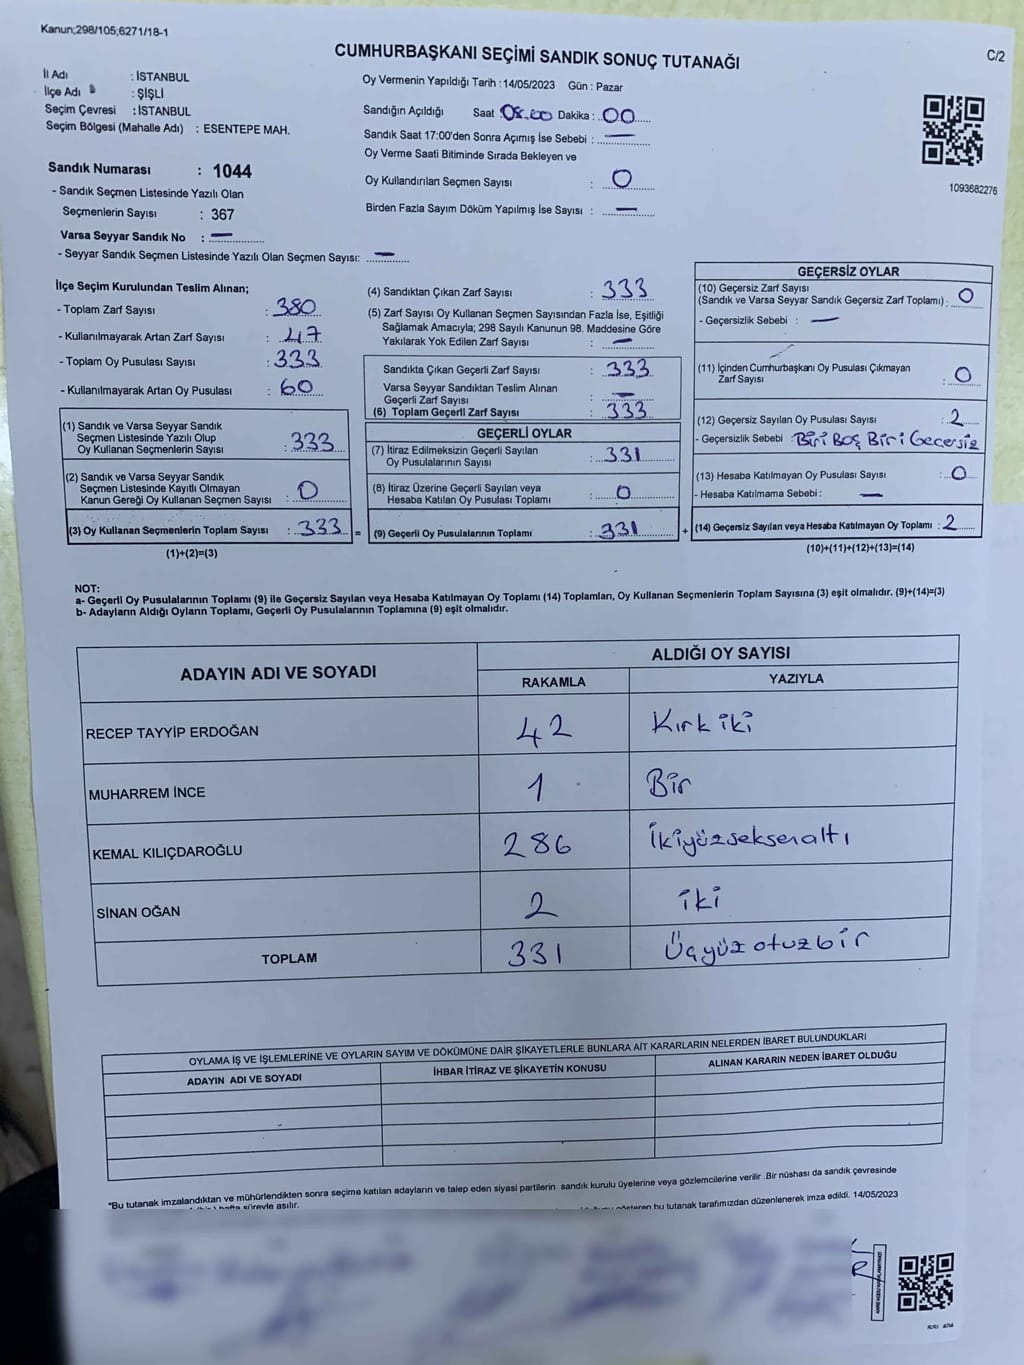 Kanun;298/105;6271/18-1
CUMHURBAŞKANI SEÇİMİ SANDIK SONUÇ TUTANAĞI
C/2
İl Adı : İSTANBUL
İlçe Adı : ŞİŞLİ
Seçim Çevresi : İSTANBUL
Seçim Bölgesi (Mahalle Adı) : ESENTEPE MAH.
Sandık Numarası : 1044
- Sandık Seçmen Listesinde Yazılı Olan
Seçmenlerin Sayısı : 367
Varsa Seyyar Sandık No : —
- Seyyar Sandık Seçmen Listesinde Yazılı Olan Seçmen Sayısı: —
Oy Vermenin Yapıldığı Tarih : 14/05/2023 Gün : Pazar
Sandığın Açıldığı Saat : 08.00 Dakika : 00
Sandık Saat 17:00'den Sonra Açımış İse Sebebi : —
Oy Verme Saati Bitiminde Sırada Bekleyen ve
Oy Kullandırılan Seçmen Sayısı : 0
Birden Fazla Sayım Döküm Yapılmış İse Sayısı : —
1093682276
İlçe Seçim Kurulundan Teslim Alınan;
- Toplam Zarf Sayısı : 380
- Kullanılmayarak Artan Zarf Sayısı : 47
- Toplam Oy Pusulası Sayısı : 333
- Kullanılmayarak Artan Oy Pusulası : 60
(1) Sandık ve Varsa Seyyar Sandık
Seçmen Listesinde Yazılı Olup
Oy Kullanan Seçmenlerin Sayısı : 333
(2) Sandık ve Varsa Seyyar Sandık
Seçmen Listesinde Kayıtlı Olmayan
Kanun Gereği Oy Kullanan Seçmen Sayısı : 0
(3) Oy Kullanan Seçmenlerin Toplam Sayısı : 333 =
(1)+(2)=(3)
(4) Sandıktan Çıkan Zarf Sayısı : 333
(5) Zarf Sayısı Oy Kullanan Seçmen Sayısından Fazla İse, Eşitliği
Sağlamak Amacıyla; 298 Sayılı Kanunun 98. Maddesine Göre
Yakılarak Yok Edilen Zarf Sayısı : —
Sandıkta Çıkan Geçerli Zarf Sayısı : 333
Varsa Seyyar Sandıktan Teslim Alınan
Geçerli Zarf Sayısı : —
(6) Toplam Geçerli Zarf Sayısı : 333
GEÇERLİ OYLAR
(7) İtiraz Edilmeksizin Geçerli Sayılan
Oy Pusulalarının Sayısı : 331
(8) İtiraz Üzerine Geçerli Sayılan veya
Hesaba Katılan Oy Pusulası Toplamı : 0
(9) Geçerli Oy Pusulalarının Toplamı : 331 +
GEÇERSİZ OYLAR
(10) Geçersiz Zarf Sayısı
(Sandık ve Varsa Seyyar Sandık Geçersiz Zarf Toplamı) : 0
- Geçersizlik Sebebi : —
(11) İçinden Cumhurbaşkanı Oy Pusulası Çıkmayan
Zarf Sayısı : 0
(12) Geçersiz Sayılan Oy Pusulası Sayısı : 2
- Geçersizlik Sebebi : Biri Boş Biri Gecersiz
(13) Hesaba Katılmayan Oy Pusulası Sayısı : 0
- Hesaba Katılmama Sebebi : —
(14) Geçersiz Sayılan veya Hesaba Katılmayan Oy Toplamı : 2
(10)+(11)+(12)+(13)=(14)
NOT:
a- Geçerli Oy Pusulalarının Toplamı (9) ile Geçersiz Sayılan veya Hesaba Katılmayan Oy Toplamı (14) Toplamları, Oy Kullanan Seçmenlerin Toplam Sayısına (3) eşit olmalıdır. (9)+(14)=(3)
b- Adayların Aldığı Oyların Toplamı, Geçerli Oy Pusulalarının Toplamına (9) eşit olmalıdır.
ADAYIN ADI VE SOYADI
ALDIĞI OY SAYISI
RAKAMLA YAZIYLA
RECEP TAYYİP ERDOĞAN 42 Kırk iki
MUHARREM İNCE 1 Bir
KEMAL KILIÇDAROĞLU 286 İkiyüzseksenaltı
SİNAN OĞAN 2 iki
TOPLAM 331 Üçyüz otuzbir
OYLAMA İŞ VE İŞLEMLERİNE VE OYLARIN SAYIM VE DÖKÜMÜNE DAİR ŞİKAYETLERLE BUNLARA AİT KARARLARIN NELERDEN İBARET BULUNDUKLARI
ADAYIN ADI VE SOYADI İHBAR İTİRAZ VE ŞİKAYETİN KONUSU ALINAN KARARIN NEDEN İBARET OLDUĞU
*Bu tutanak imzalandıktan ve mühürlendikten sonra seçime katılan adayların ve talep eden siyasi partilerin sandık kurulu üyelerine veya gözlemcilerine verilir .Bir nüshası da sandık çevresinde
hafta süreyle asılır.
gösteren bu tutanak tarafımızdan düzenlenerek imza edildi. 14/05/2023